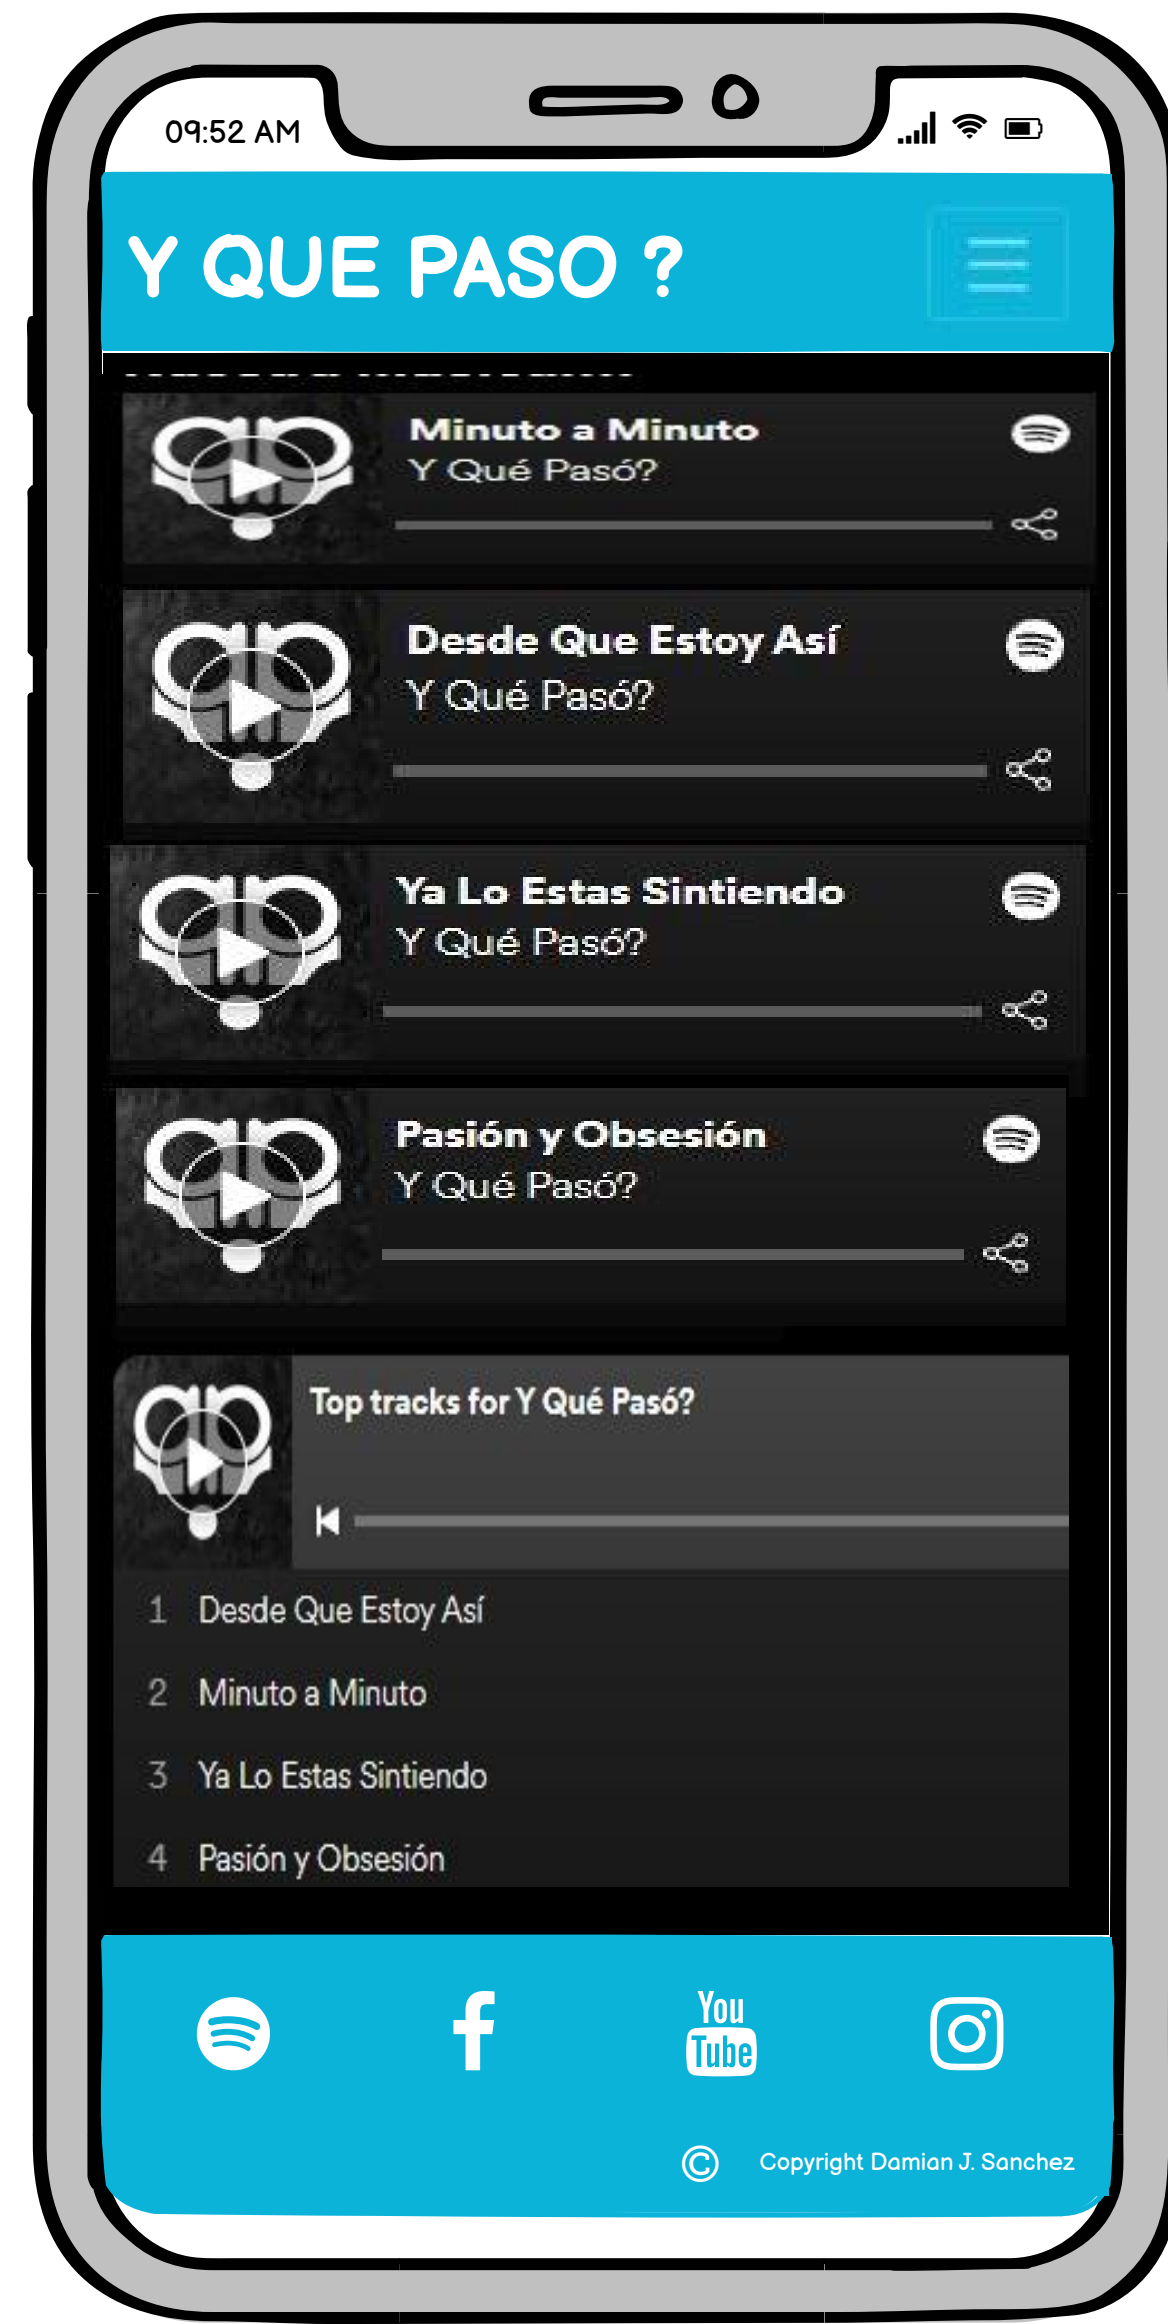 09:52 AM
Y QUE PASO ?
Minuto a Minuto
Y Qué Pasó?
Desde Que Estoy Así
Y Qué Pasó?
Ya Lo Estas Sintiendo
Y Qué Pasó?
Pasión y Obsesión
Y Qué Pasó?
Top tracks for Y Qué Pasó?
1 Desde Que Estoy Así
2 Minuto a Minuto
3 Ya Lo Estas Sintiendo
4 Pasión y Obsesión
You
Tube
© Copyright Damian J. Sanchez